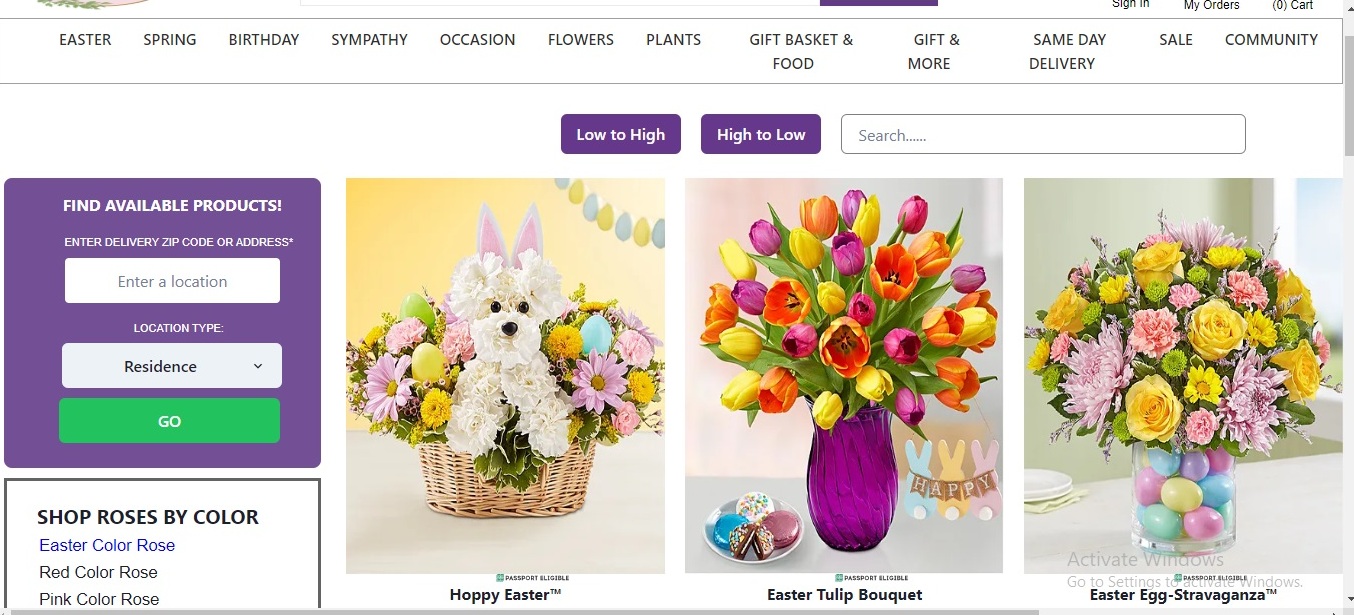 Sign In My Orders (0) Cart
EASTER SPRING BIRTHDAY SYMPATHY OCCASION FLOWERS PLANTS GIFT BASKET & FOOD GIFT & MORE SAME DAY DELIVERY SALE COMMUNITY
Low to High High to Low Search......
FIND AVAILABLE PRODUCTS!
ENTER DELIVERY ZIP CODE OR ADDRESS*
Enter a location
LOCATION TYPE:
Residence
GO
SHOP ROSES BY COLOR
Easter Color Rose
Red Color Rose
Pink Color Rose
HAPPY
PASSPORT ELIGIBLE
Hoppy Easter™
PASSPORT ELIGIBLE
Easter Tulip Bouquet
PASSPORT ELIGIBLE
Easter Egg-Stravaganza™
Activate Windows
Go to Settings to activate Windows.